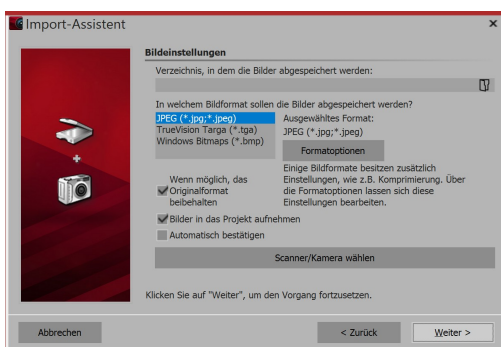 Import-Assistent
Bildeinstellungen
Verzeichnis, in dem die Bilder abgespeichert werden:
In welchem Bildformat sollen die Bilder abgespeichert werden?
JPEG (*.jpg;*.jpeg)
TrueVision Targa (*.tga)
Windows Bitmaps (*.bmp)
Ausgewähltes Format:
JPEG (*.jpg;*.jpeg)
Formatoptionen
Wenn möglich, das
Originalformat
beibehalten
Einige Bildformate besitzen zusätzlich
Einstellungen, wie z.B. Komprimierung. Über
die Formatoptionen lassen sich diese
Einstellungen bearbeiten.
Bilder in das Projekt aufnehmen
Automatisch bestätigen
Scanner/Kamera wählen
Klicken Sie auf "Weiter", um den Vorgang fortzusetzen.
Abbrechen
< Zurück
Weiter >